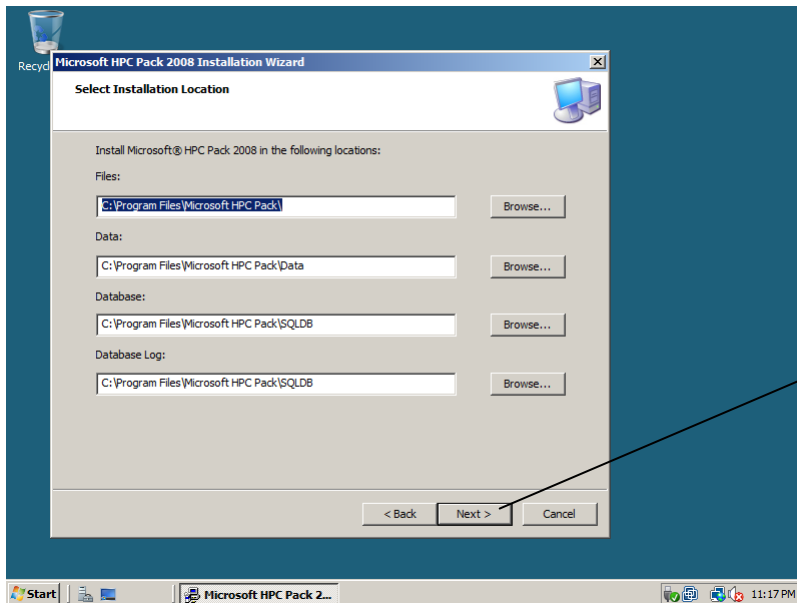 Recyc
Microsoft HPC Pack 2008 Installation Wizard
Select Installation Location
Install Microsoft® HPC Pack 2008 in the following locations:
Files:
C:\Program Files\Microsoft HPC Pack\
Browse...
Data:
C:\Program Files\Microsoft HPC Pack\Data
Browse...
Database:
C:\Program Files\Microsoft HPC Pack\SQLDB
Browse...
Database Log:
C:\Program Files\Microsoft HPC Pack\SQLDB
Browse...
< Back
Next >
Cancel
Start
Microsoft HPC Pack 2...
11:17 PM